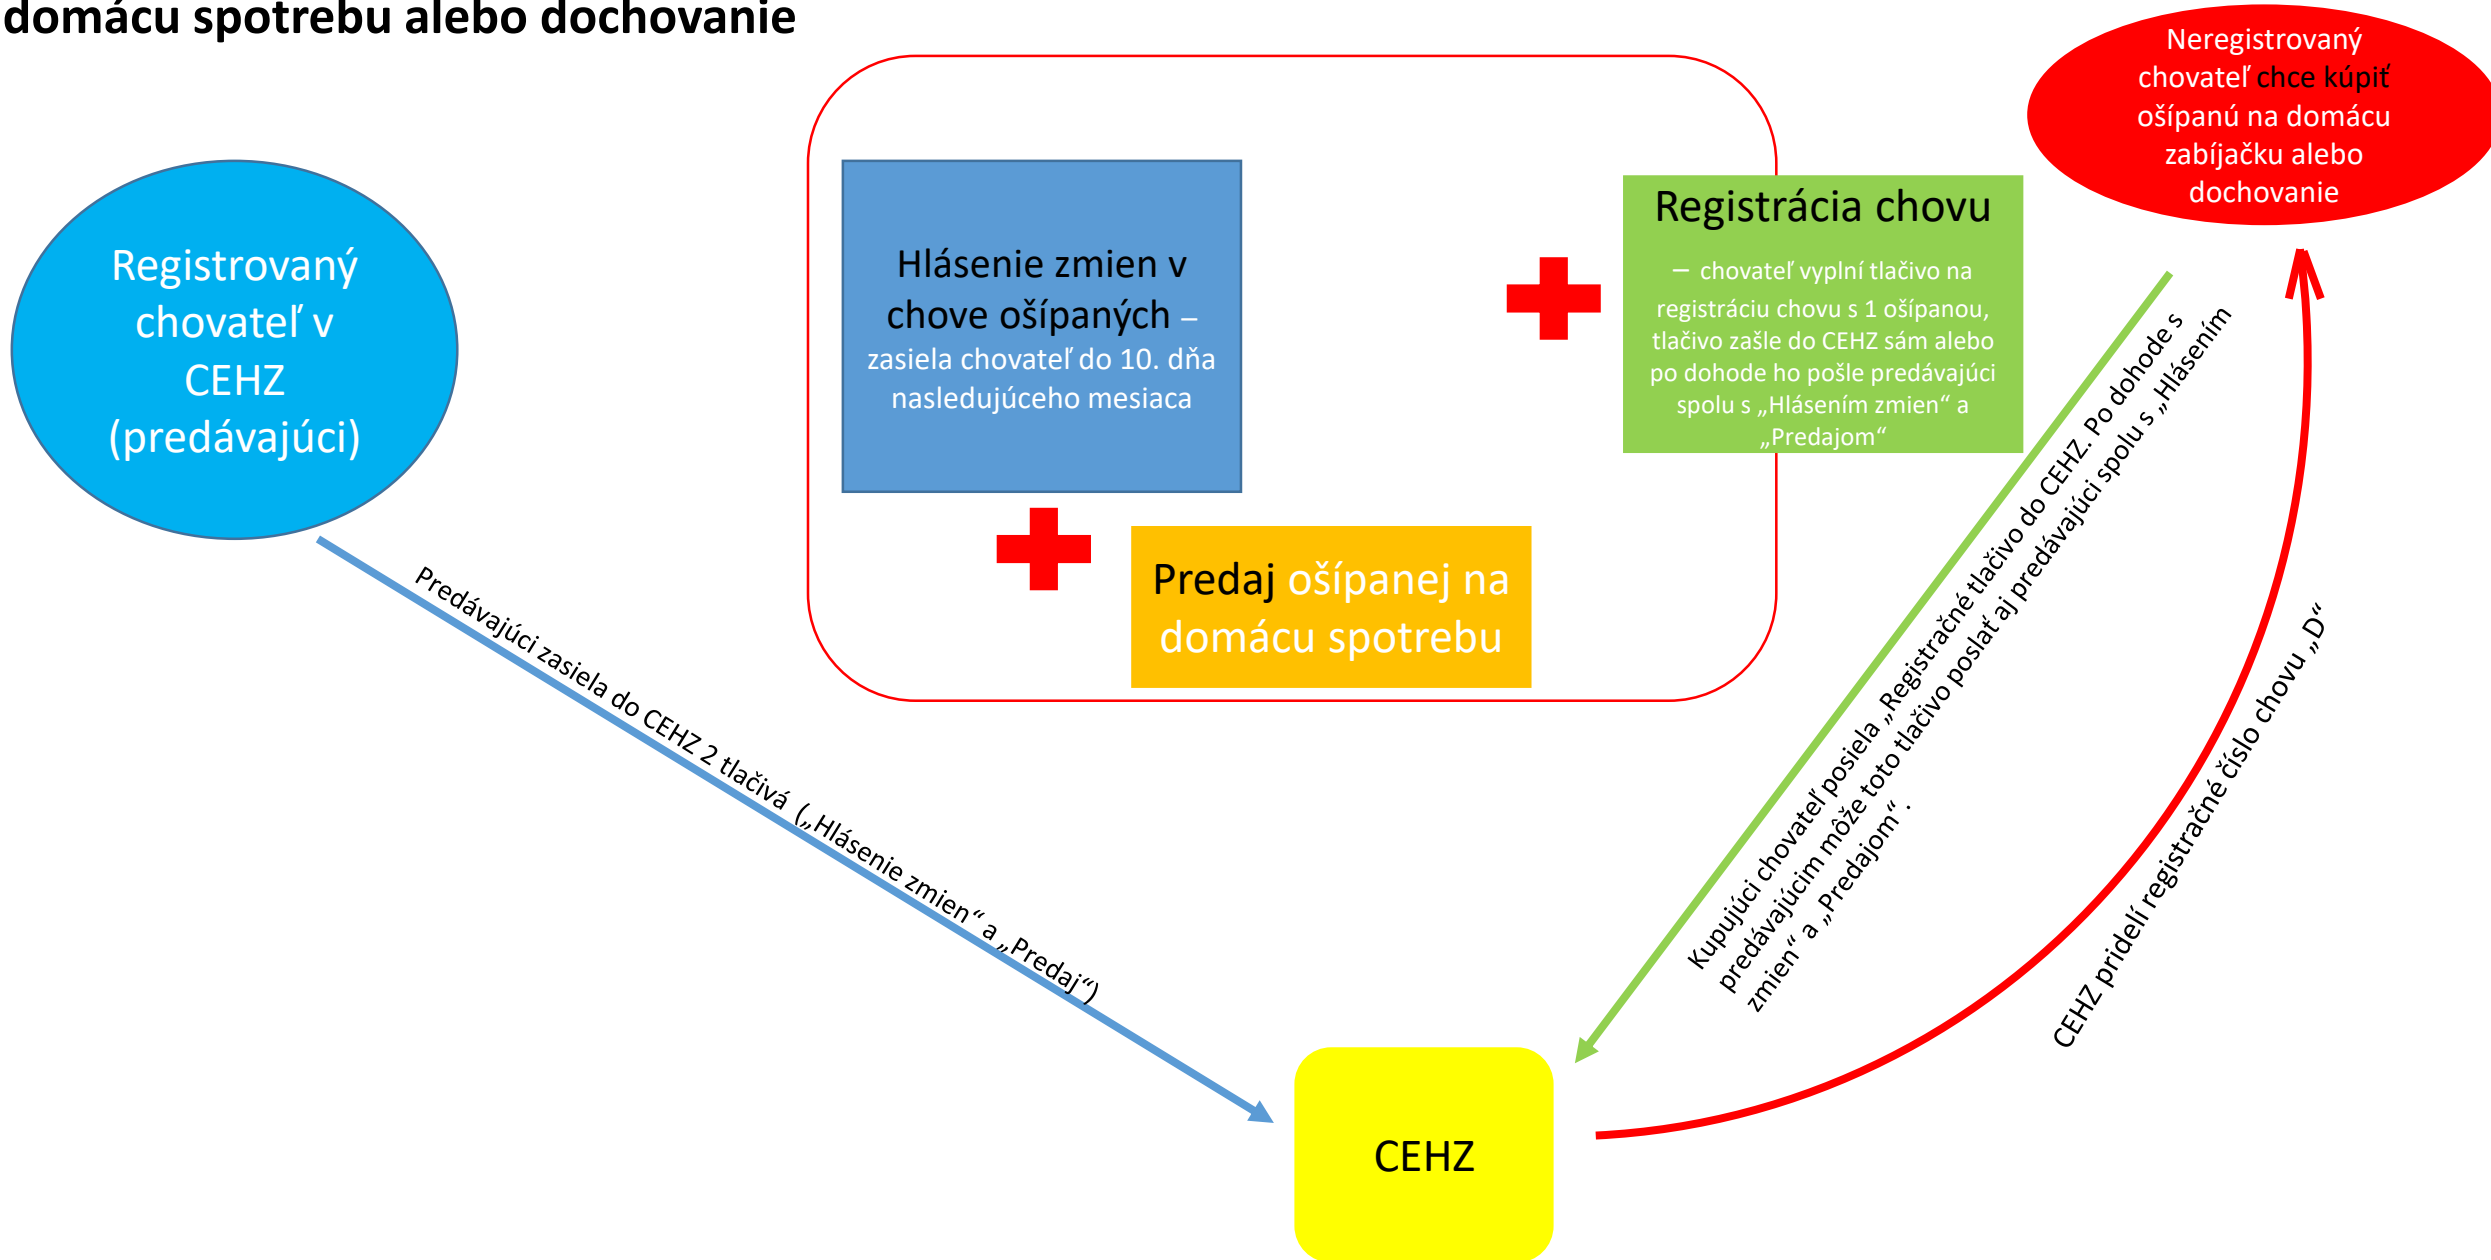 domácu spotrebu alebo dochovanie
Neregistrovaný
chovateľ chce kúpiť
ošípanú na domácu
zabíjačku alebo
dochovanie
Registrovaný
chovateľ v
CEHZ
(predávajúci)
Hlásenie zmien v
chove ošípaných –
zasiela chovateľ do 10. dňa
nasledujúceho mesiaca
Registrácia chovu
– chovateľ vyplní tlačivo na
registráciu chovu s 1 ošípanou,
tlačivo zašle do CEHZ sám alebo
po dohode ho pošle predávajúci
spolu s „Hlásením zmien“ a
„Predajom“
Predaj ošípanej na
domácu spotrebu
Predávajúci zasiela do CEHZ 2 tlačivá („Hlásenie zmien“ a „Predaj“)
Kupujúci chovateľ posiela „Registračné tlačivo do CEHZ. Po dohode s
predávajúcim môže toto tlačivo poslať aj predávajúci spolu s „Hlásením
zmien“ a „Predajom“.
CEHZ pridelí registračné číslo chovu „D“
CEHZ